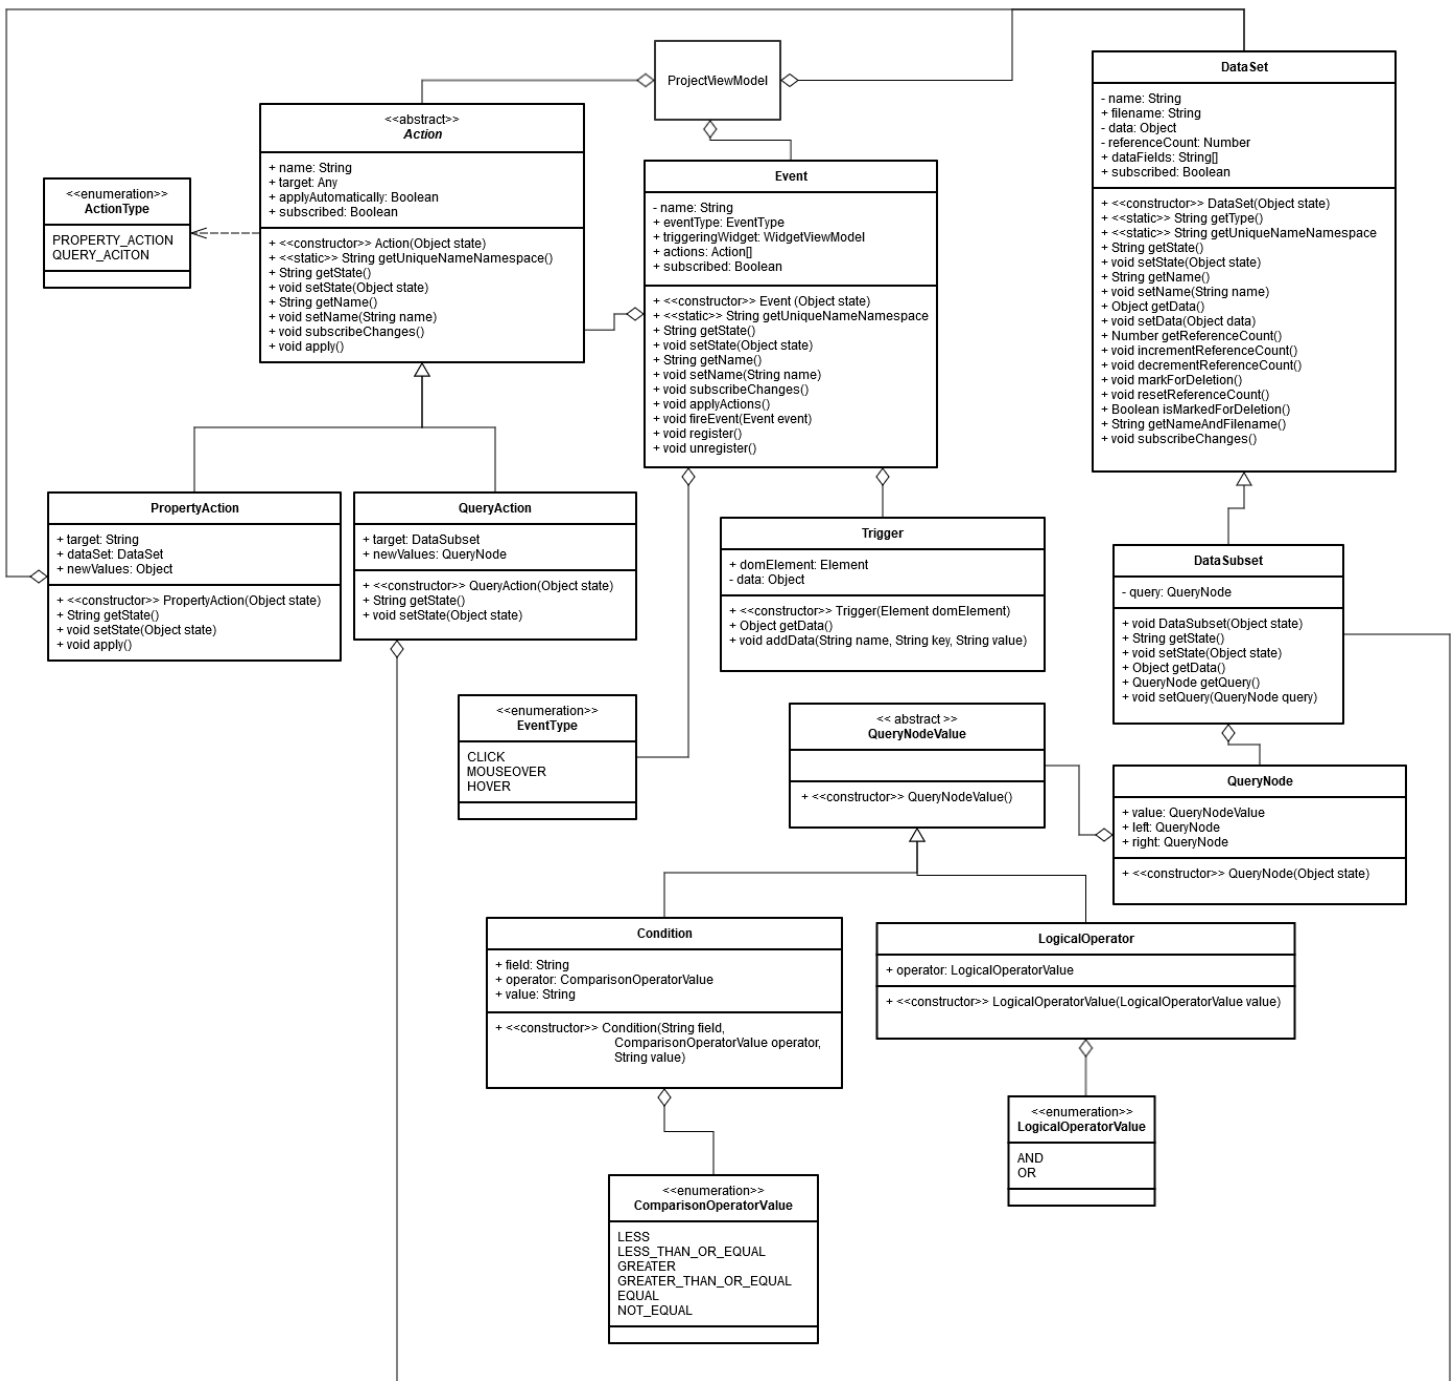 ProjectViewModel
<<abstract>>
Action
+ name: String
+ target: Any
+ applyAutomatically: Boolean
+ subscribed: Boolean
+ <<constructor>> Action(Object state)
+ <<static>> String getUniqueNameNamespace()
+ String getState()
+ void setState(Object state)
+ String getName()
+ void setName(String name)
+ void subscribeChanges()
+ void apply()
<<enumeration>>
ActionType
PROPERTY_ACTION
QUERY_ACITON
Event
- name: String
+ eventType: EventType
+ triggeringWidget: WidgetViewModel
+ actions: Action[]
+ subscribed: Boolean
+ <<constructor>> Event (Object state)
+ <<static>> String getUniqueNameNamespace
+ String getState()
+ void setState(Object state)
+ String getName()
+ void setName(String name)
+ void subscribeChanges()
+ void applyActions()
+ void fireEvent(Event event)
+ void register()
+ void unregister()
DataSet
- name: String
+ filename: String
- data: Object
- referenceCount: Number
+ dataFields: String[]
+ subscribed: Boolean
+ <<constructor>> DataSet(Object state)
+ <<static>> String getType()
+ <<static>> String getUniqueNameNamespace
+ String getState()
+ void setState(Object state)
+ String getName()
+ void setName(String name)
+ Object getData()
+ void setData(Object data)
+ Number getReferenceCount()
+ void incrementReferenceCount()
+ void decrementReferenceCount()
+ void markForDeletion()
+ void resetReferenceCount()
+ Boolean isMarkedForDeletion()
+ String getNameAndFilename()
+ void subscribeChanges()
PropertyAction
+ target: String
+ dataSet: DataSet
+ newValues: Object
+ <<constructor>> PropertyAction(Object state)
+ String getState()
+ void setState(Object state)
+ void apply()
QueryAction
+ target: DataSubset
+ newValues: QueryNode
+ <<constructor>> QueryAction(Object state)
+ String getState()
+ void setState(Object state)
Trigger
+ domElement: Element
- data: Object
+ <<constructor>> Trigger(Element domElement)
+ Object getData()
+ void addData(String name, String key, String value)
DataSubset
- query: QueryNode
+ void DataSubset(Object state)
+ String getState()
+ void setState(Object state)
+ Object getData()
+ QueryNode getQuery()
+ void setQuery(QueryNode query)
<<enumeration>>
EventType
CLICK
MOUSEOVER
HOVER
<< abstract >>
QueryNodeValue
+ <<constructor>> QueryNodeValue()
QueryNode
+ value: QueryNodeValue
+ left: QueryNode
+ right: QueryNode
+ <<constructor>> QueryNode(Object state)
Condition
+ field: String
+ operator: ComparisonOperatorValue
+ value: String
+ <<constructor>> Condition(String field,
ComparisonOperatorValue operator,
String value)
LogicalOperator
+ operator: LogicalOperatorValue
+ <<constructor>> LogicalOperatorValue(LogicalOperatorValue value)
<<enumeration>>
LogicalOperatorValue
AND
OR
<<enumeration>>
ComparisonOperatorValue
LESS
LESS_THAN_OR_EQUAL
GREATER
GREATER_THAN_OR_EQUAL
EQUAL
NOT_EQUAL